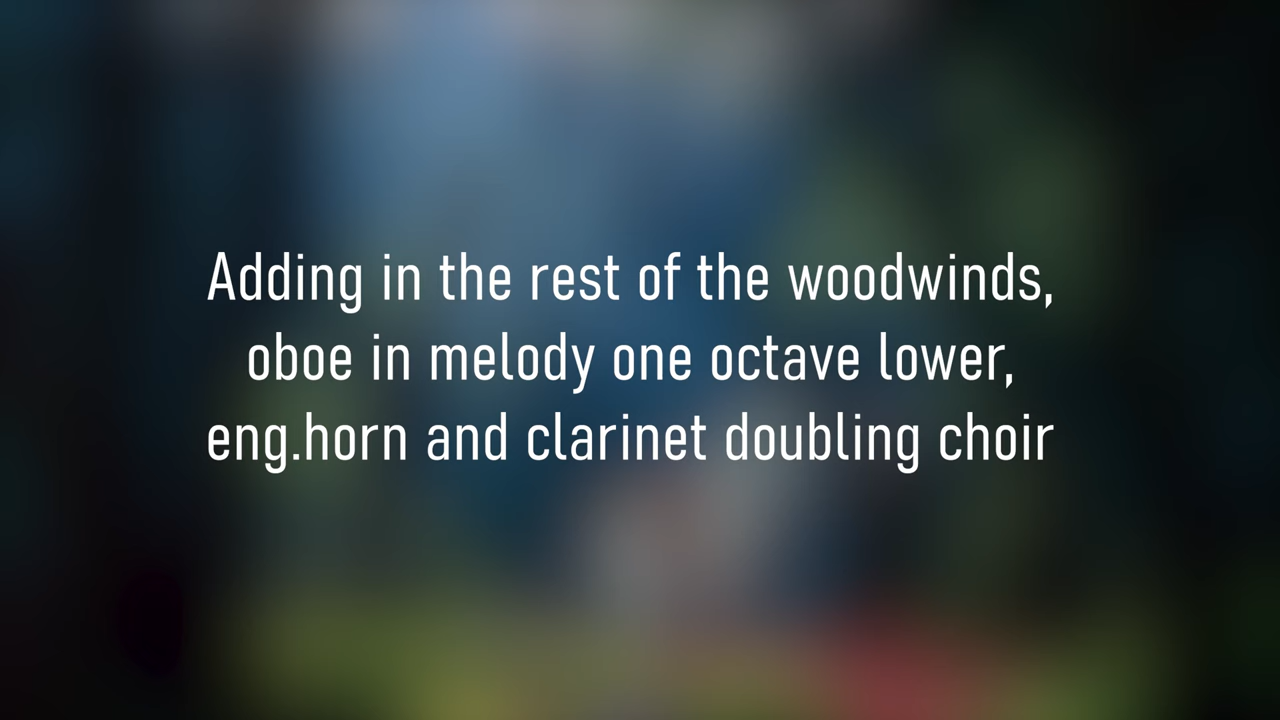 Adding in the rest of the woodwinds,
oboe in melody one octave lower,
eng.horn and clarinet doubling choir